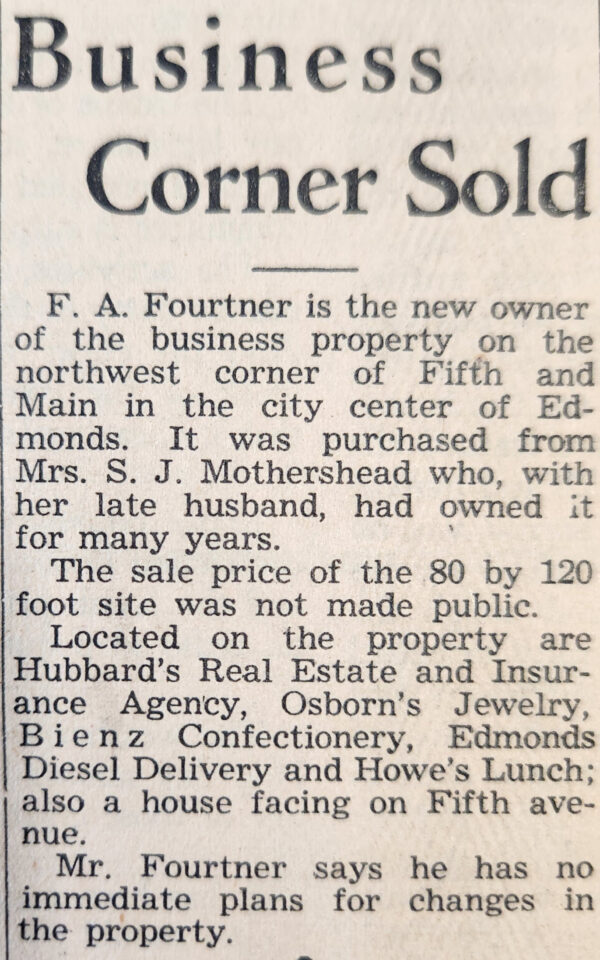 Business
Corner Sold
F. A. Fourtner is the new owner
of the business property on the
northwest corner of Fifth and
Main in the city center of Ed-
monds. It was purchased from
Mrs. S. J. Mothershead who, with
her late husband, had owned it
for many years.
The sale price of the 80 by 120
foot site was not made public.
Located on the property are
Hubbard's Real Estate and Insur-
ance Agency, Osborn's Jewelry,
Bienz Confectionery, Edmonds
Diesel Delivery and Howe's Lunch;
also a house facing on Fifth ave-
nue.
Mr. Fourtner says he has no
immediate plans for changes in
the property.